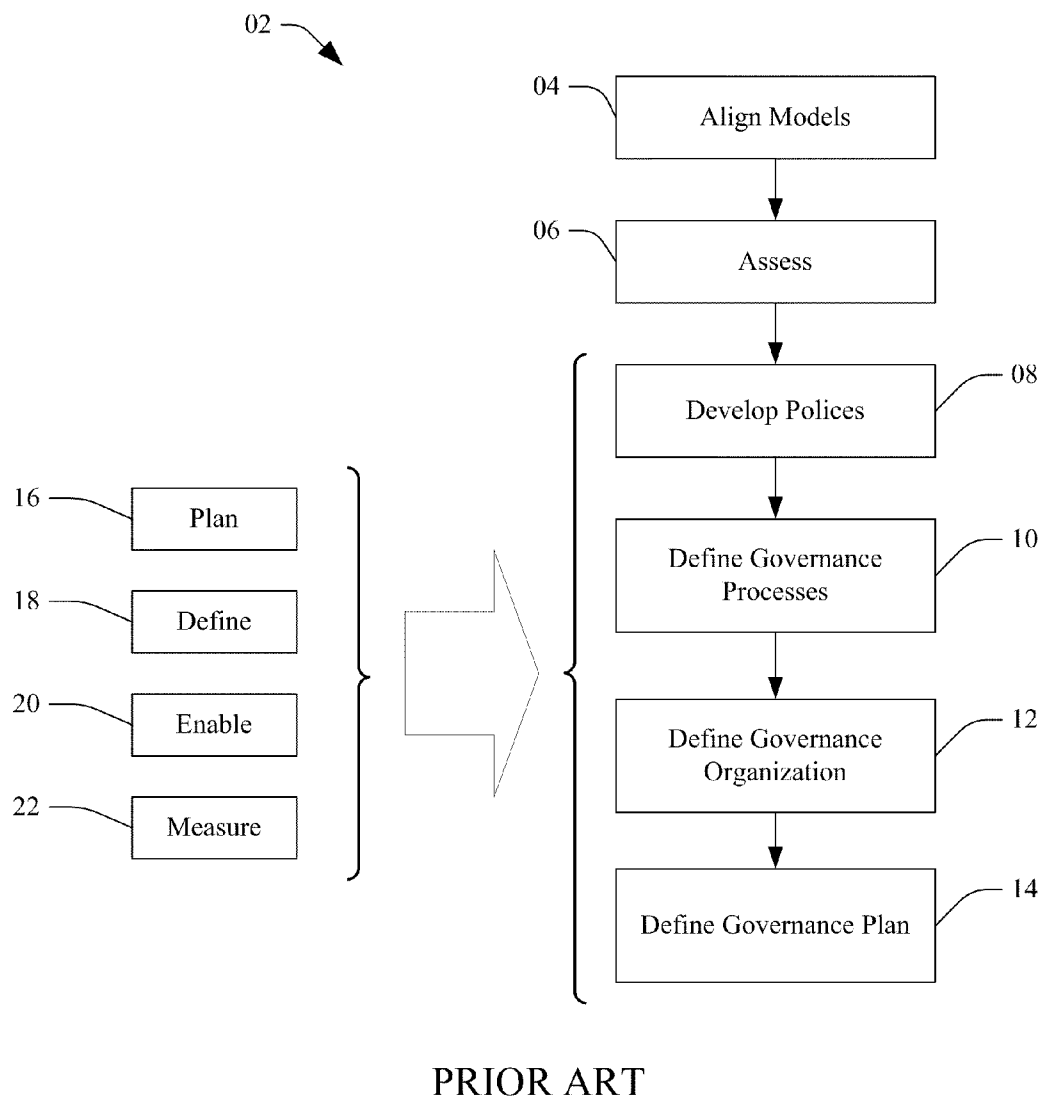 02
04
Align Models
06
Assess
08
Develop Polices
10
Define Governance
Processes
12
Define Governance
Organization
14
Define Governance Plan
16
Plan
18
Define
20
Enable
22
Measure
PRIOR ART